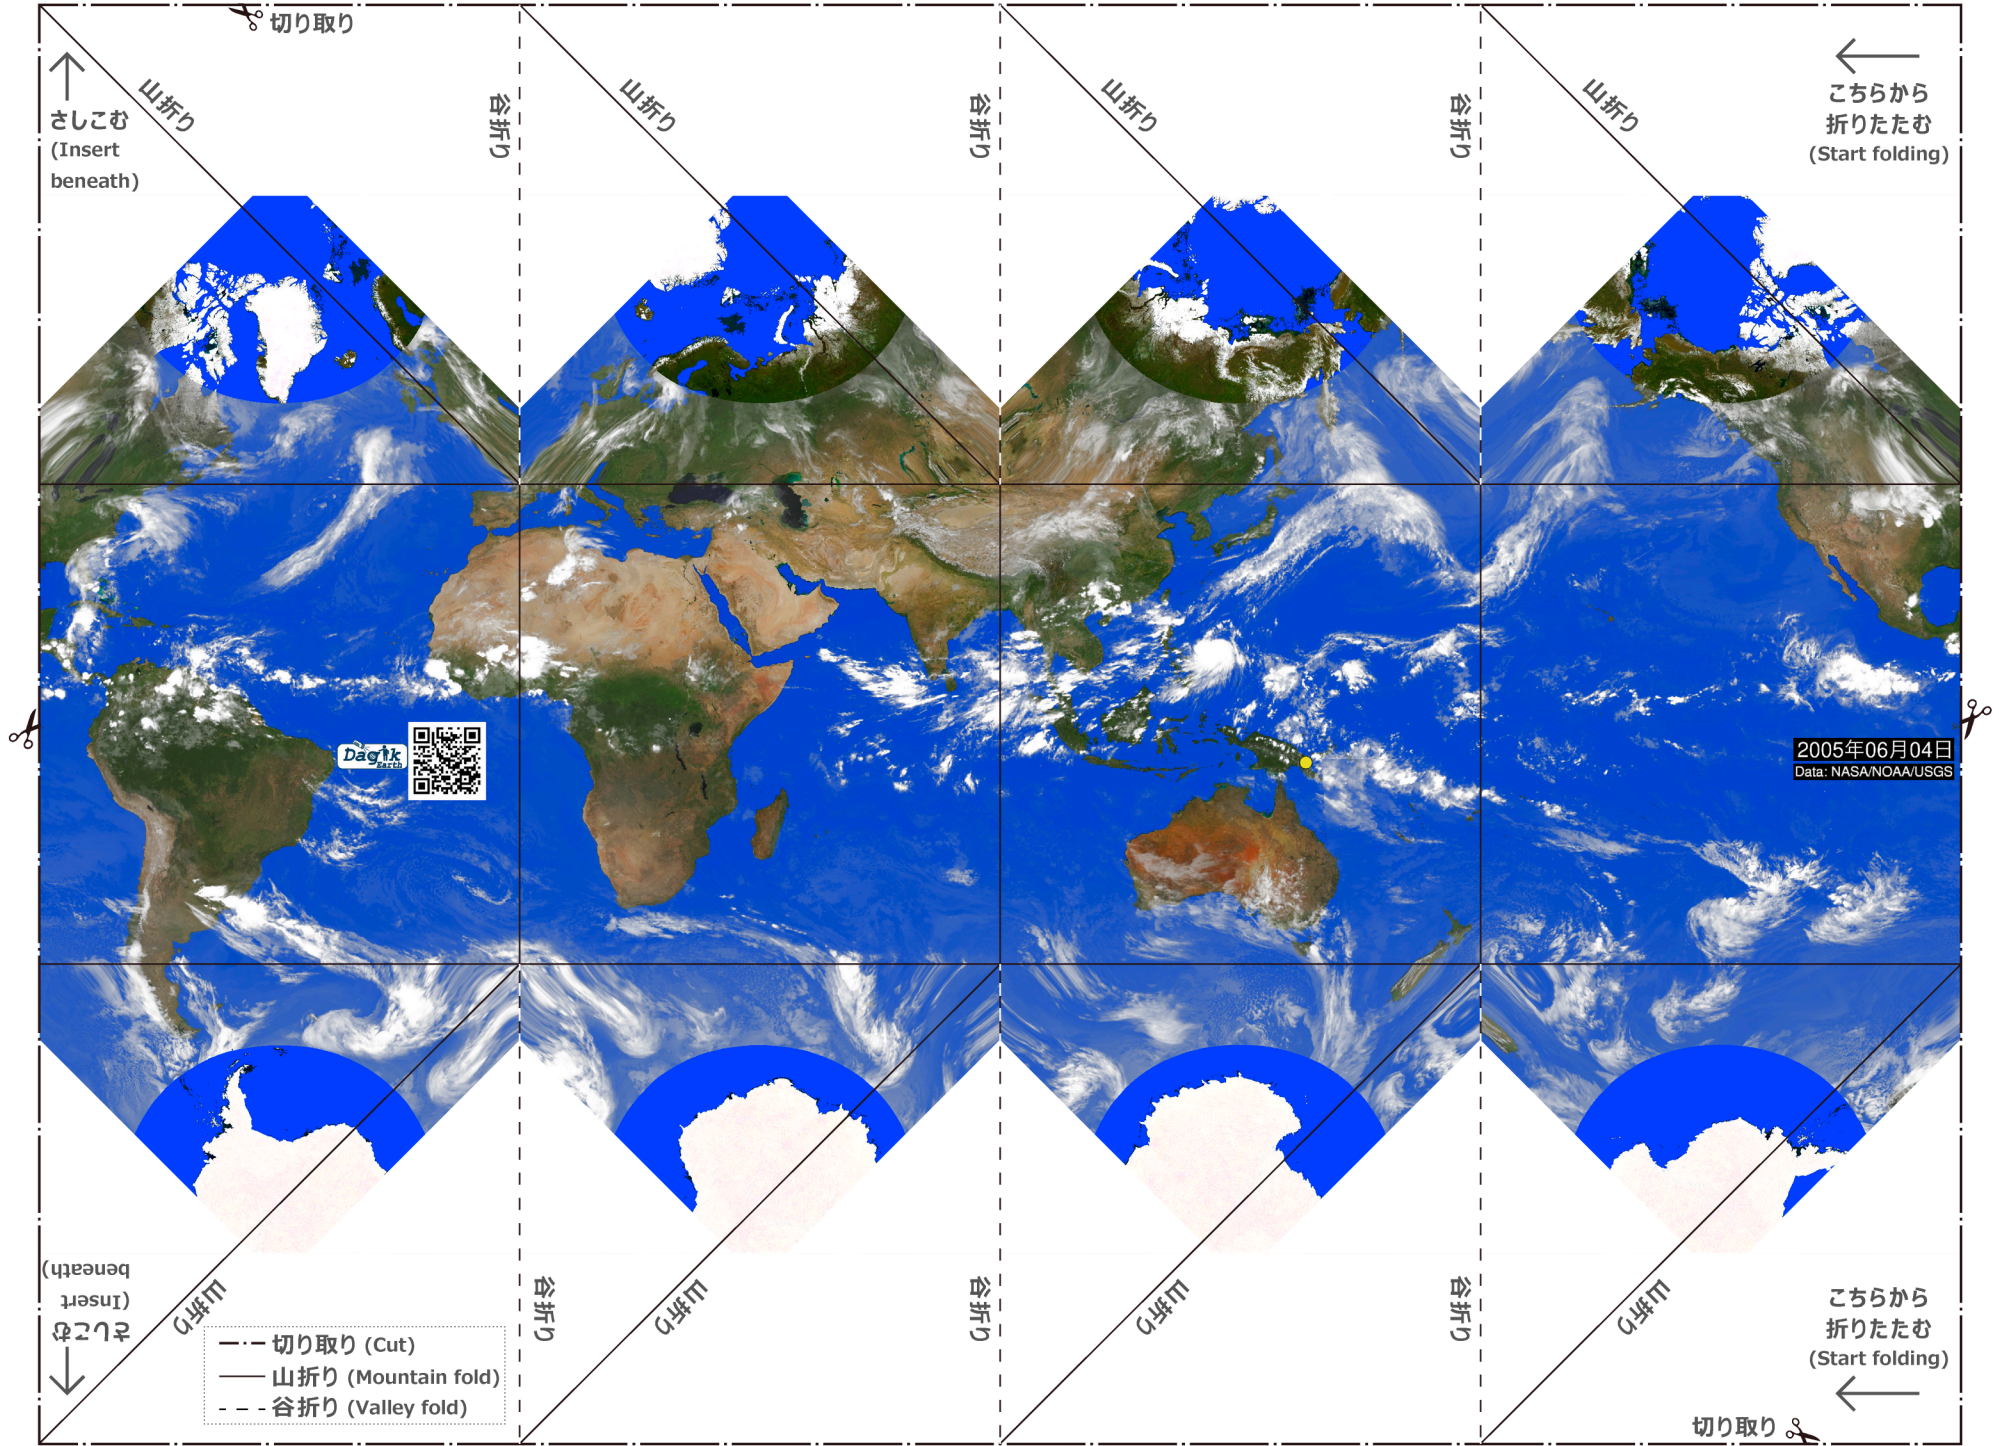 切り取り
さしこむ
(Insert
beneath)
山折り
谷折り
山折り
谷折り
山折り
谷折り
山折り
こちらから
折りたたむ
(Start folding)
Dagik
Earth
2005年06月04日
Data: NASA/NOAA/USGS
さしこむ
(Insert
beneath)
山折り
谷折り
山折り
谷折り
山折り
谷折り
山折り
こちらから
折りたたむ
(Start folding)
切り取り (Cut)
山折り (Mountain fold)
谷折り (Valley fold)
切り取り